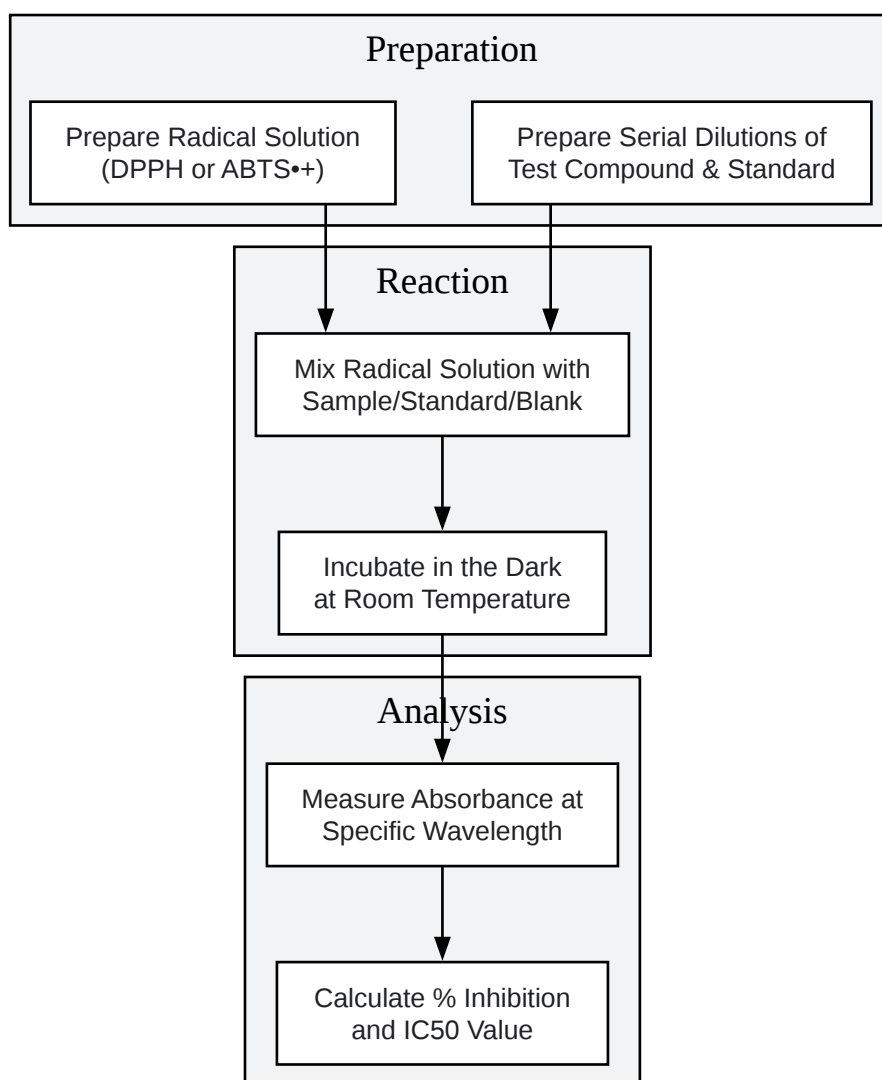 Preparation
Prepare Radical Solution
(DPPH or ABTS•+)
Prepare Serial Dilutions of
Test Compound & Standard
Reaction
Mix Radical Solution with
Sample/Standard/Blank
Incubate in the Dark
at Room Temperature
Analysis
Measure Absorbance at
Specific Wavelength
Calculate % Inhibition
and IC50 Value